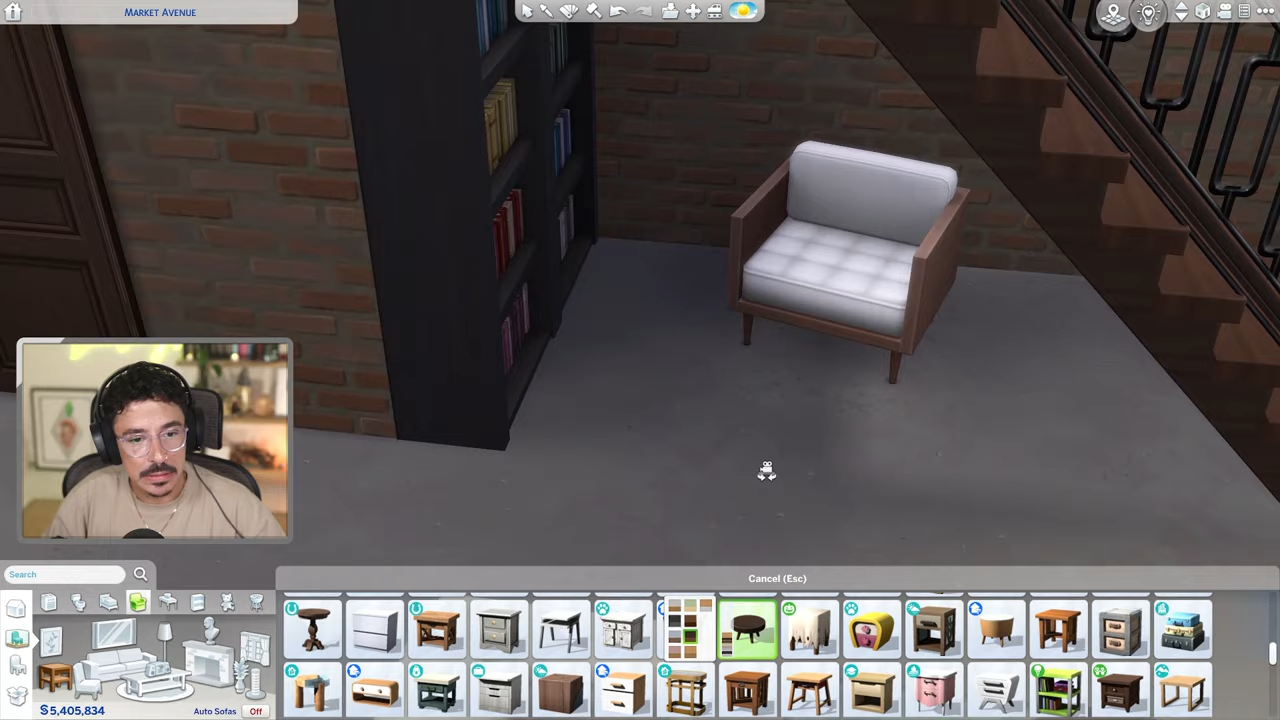 MARKET AVENUE
Search
Cancel (Esc)
§5,405,834
Auto Sofas
Off